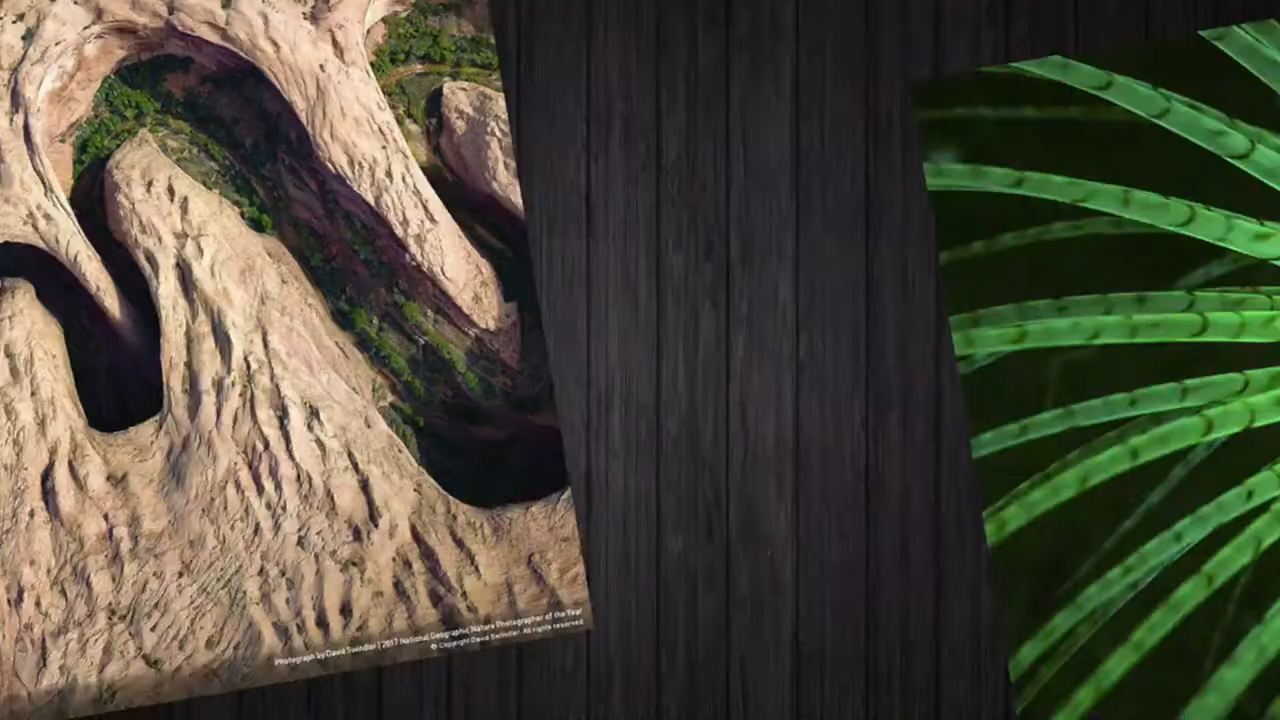 Photograph by David Swindler | 2017 National Geographic Nature Photographer of the Year
© Copyright David Swindler. All rights reserved.